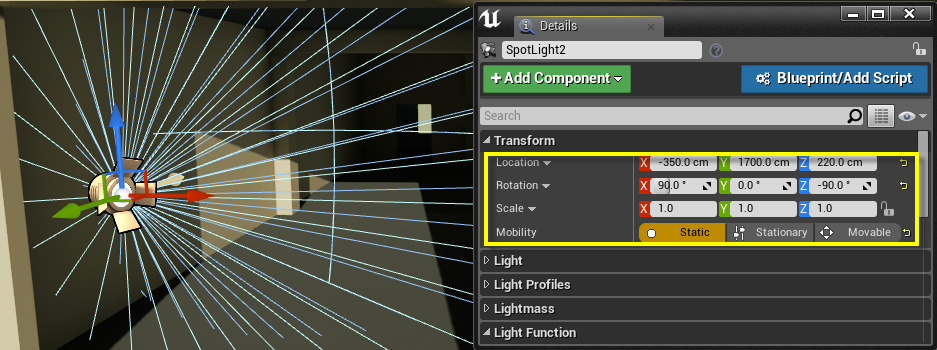 Details
SpotLight2
+Add Component
Blueprint/Add Script
Search
Transform
Location X -350.0 cm Y 1700.0 cm Z 220.0 cm
Rotation X 90.0 ° Y 0.0 ° Z -90.0 °
Scale X 1.0 Y 1.0 Z 1.0
Mobility Static Stationary Movable
Light
Light Profiles
Lightmass
Light Function